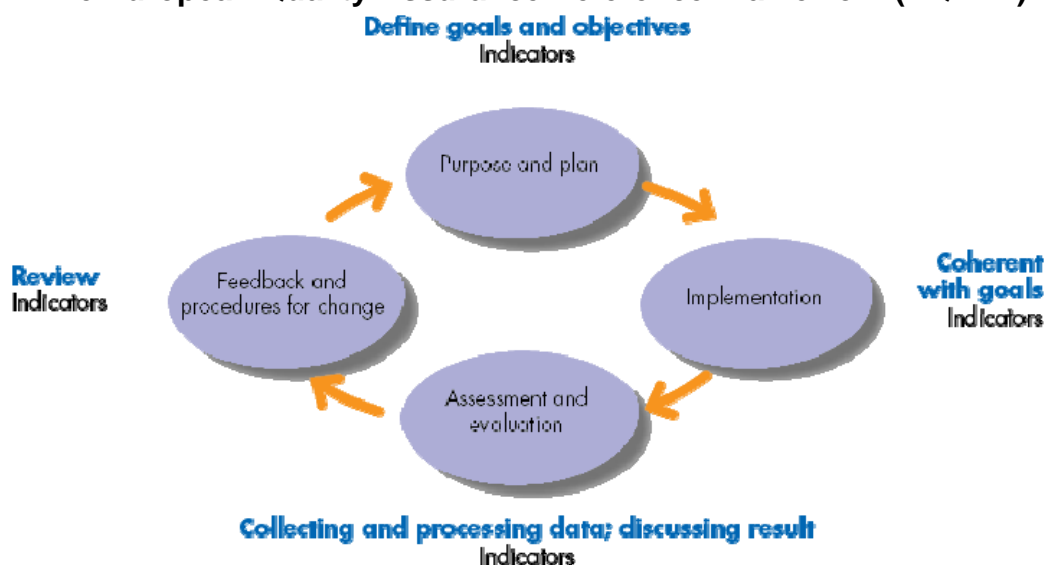 Define goals and objectives
Indicators
Purpose and plan
Review
Indicators
Feedback and
procedures for change
Implementation
Coherent
with goals
Indicators
Assessment and
evaluation
Collecting and processing data; discussing result
Indicators